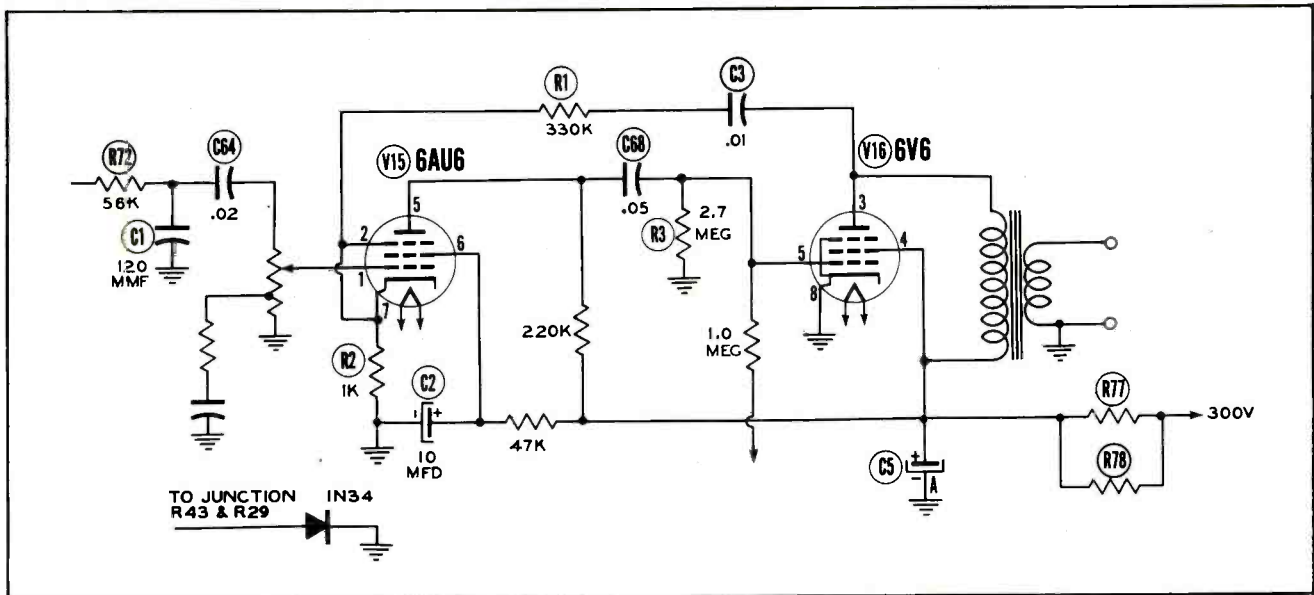 R1
330K
C3
.01
R72
56K
C64
.02
C1
120
MMF
V15 6AU6
5
2
1
6
7
C68
.05
R3
2.7
MEG
V16 6V6
3
5
4
8
220K
1.0
MEG
R2
1K
C2
+
10
MFD
47K
C5
+
−
A
R77
R78
300V
TO JUNCTION
R43 & R29
1N34